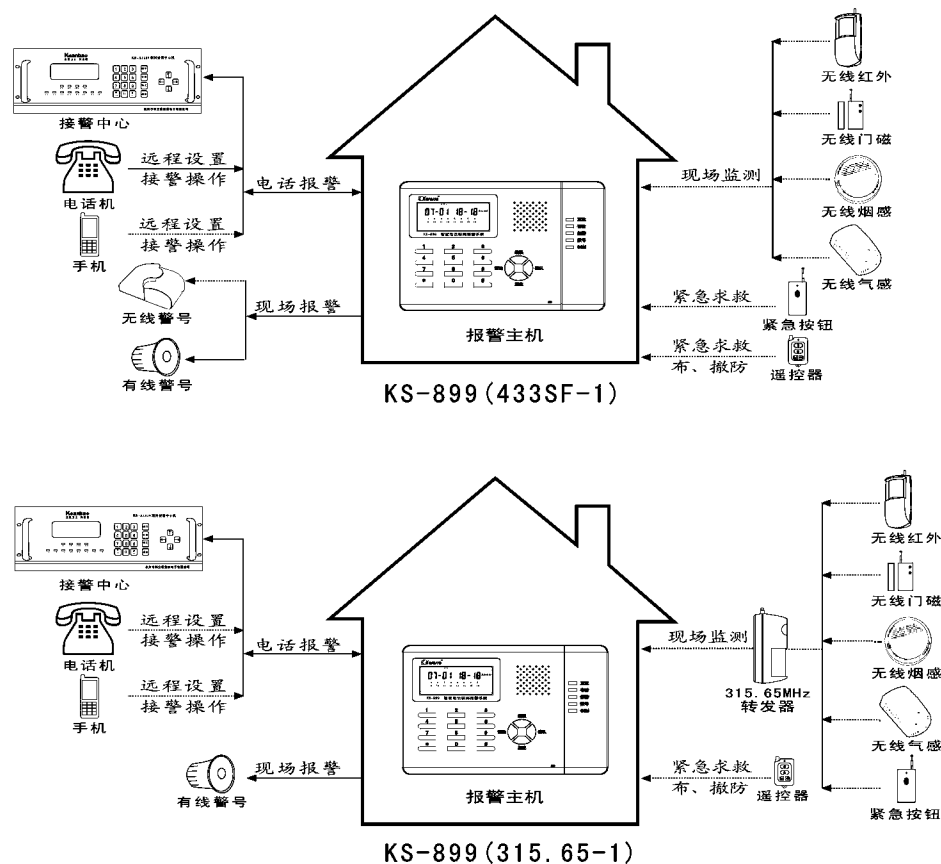 接警中心
远程设置
接警操作
电话机
远程设置
接警操作
手机
电话报警
无线警号
现场报警
有线警号
07-01 18-18
报警主机
现场监测
紧急求救
紧急求救
布、撤防
无线红外
无线门磁
无线烟感
无线气感
紧急按钮
遥控器
KS-899(433SF-1)
接警中心
远程设置
接警操作
电话机
远程设置
接警操作
手机
电话报警
现场报警
有线警号
07-01 18-18
报警主机
现场监测
315.65MHz
转发器
紧急求救
布、撤防
遥控器
无线红外
无线门磁
无线烟感
无线气感
紧急按钮
KS-899(315.65-1)